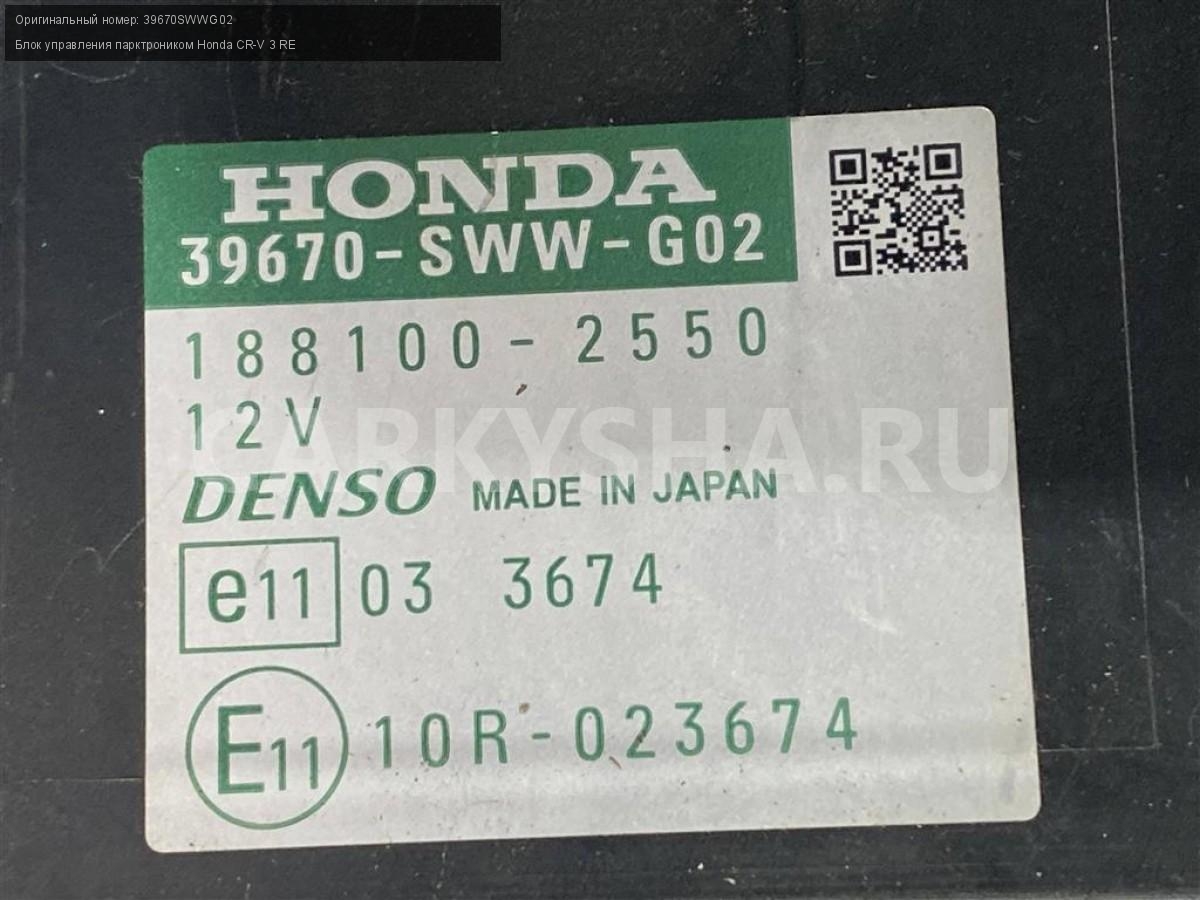 Оригинальный номер: 39670SWWG02
Блок управления парктроником Honda CR-V 3 RE
HONDA
39670-SWW-G02
188100-2550
12V
CARKYSHA.RU
DENSO MADE IN JAPAN
e11 03 3674
E11 10R-023674